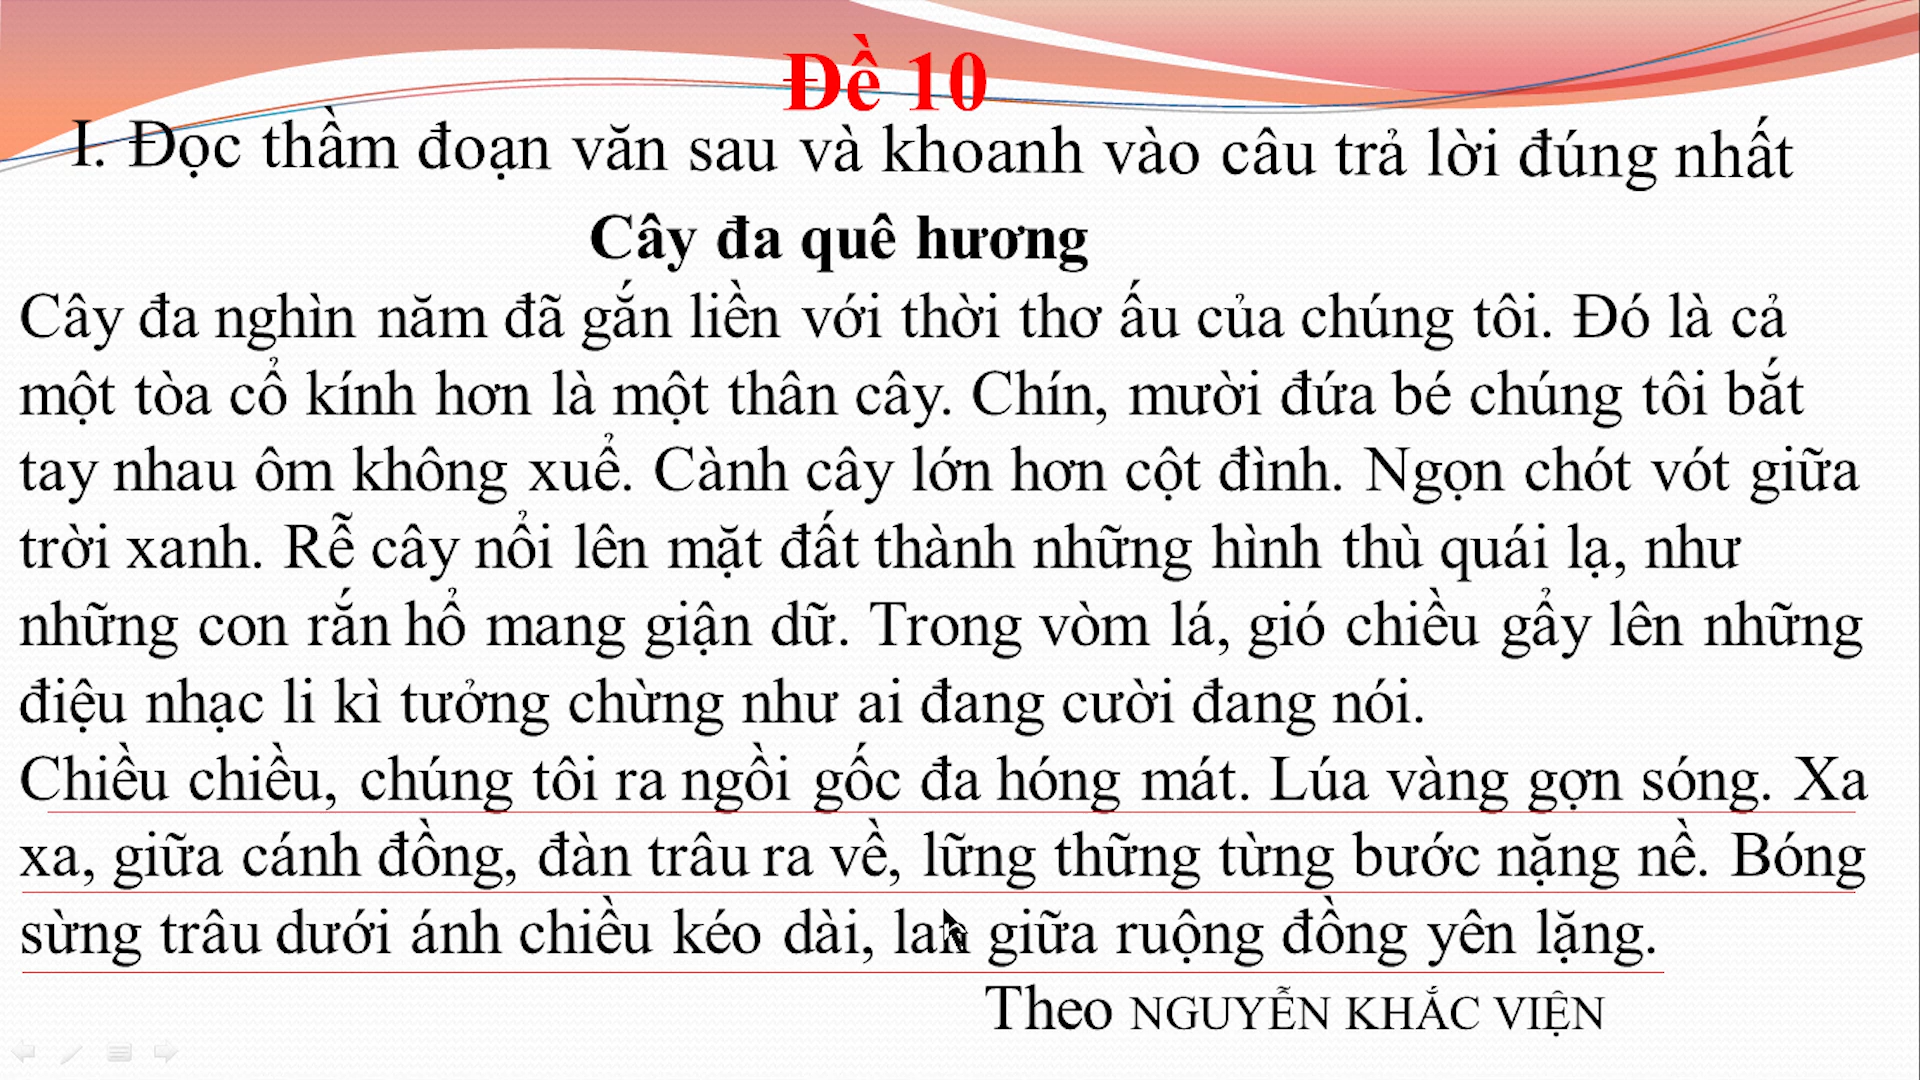 Đề 10
I. Đọc thầm đoạn văn sau và khoanh vào câu trả lời đúng nhất
Cây đa quê hương
Cây đa nghìn năm đã gắn liền với thời thơ ấu của chúng tôi. Đó là cả
một tòa cổ kính hơn là một thân cây. Chín, mười đứa bé chúng tôi bắt
tay nhau ôm không xuể. Cành cây lớn hơn cột đình. Ngọn chót vót giữa
trời xanh. Rễ cây nổi lên mặt đất thành những hình thù quái lạ, như
những con rắn hổ mang giận dữ. Trong vòm lá, gió chiều gẩy lên những
điệu nhạc li kì tưởng chừng như ai đang cười đang nói.
Chiều chiều, chúng tôi ra ngồi gốc đa hóng mát. Lúa vàng gợn sóng. Xa
xa, giữa cánh đồng, đàn trâu ra về, lững thững từng bước nặng nề. Bóng
sừng trâu dưới ánh chiều kéo dài, lan giữa ruộng đồng yên lặng.
Theo NGUYỄN KHẮC VIỆN